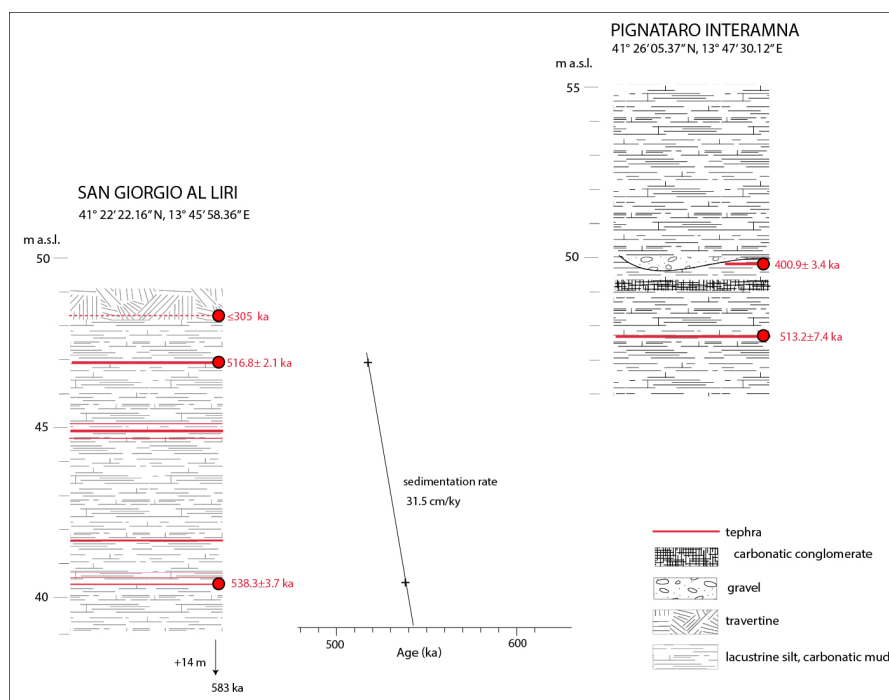 PIGNATARO INTERAMNA
41° 26′ 05.37″ N, 13° 47′ 30.12″ E
m a.s.l.
55
50
400.9± 3.4 ka
513.2±7.4 ka
SAN GIORGIO AL LIRI
41° 22′ 22.16″ N, 13° 45′ 58.36″ E
m a.s.l.
50
≤305 ka
516.8± 2.1 ka
45
538.3±3.7 ka
40
+14 m
583 ka
sedimentation rate
31.5 cm/ky
500
600
Age (ka)
tephra
carbonatic conglomerate
gravel
travertine
lacustrine silt, carbonatic mud